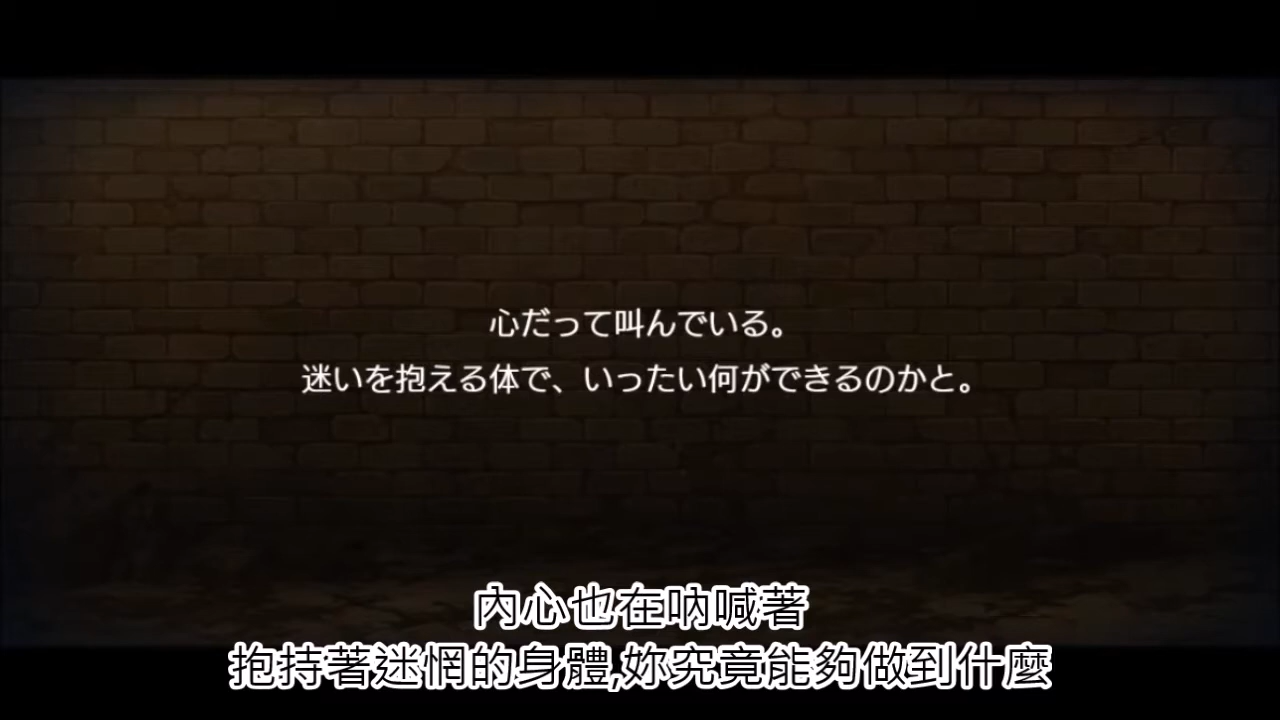 心だって叫んでいる。
迷いを抱える体で、いったい何ができるのかと。
內心也在吶喊著
抱持著迷惘的身體,妳究竟能夠做到什麼